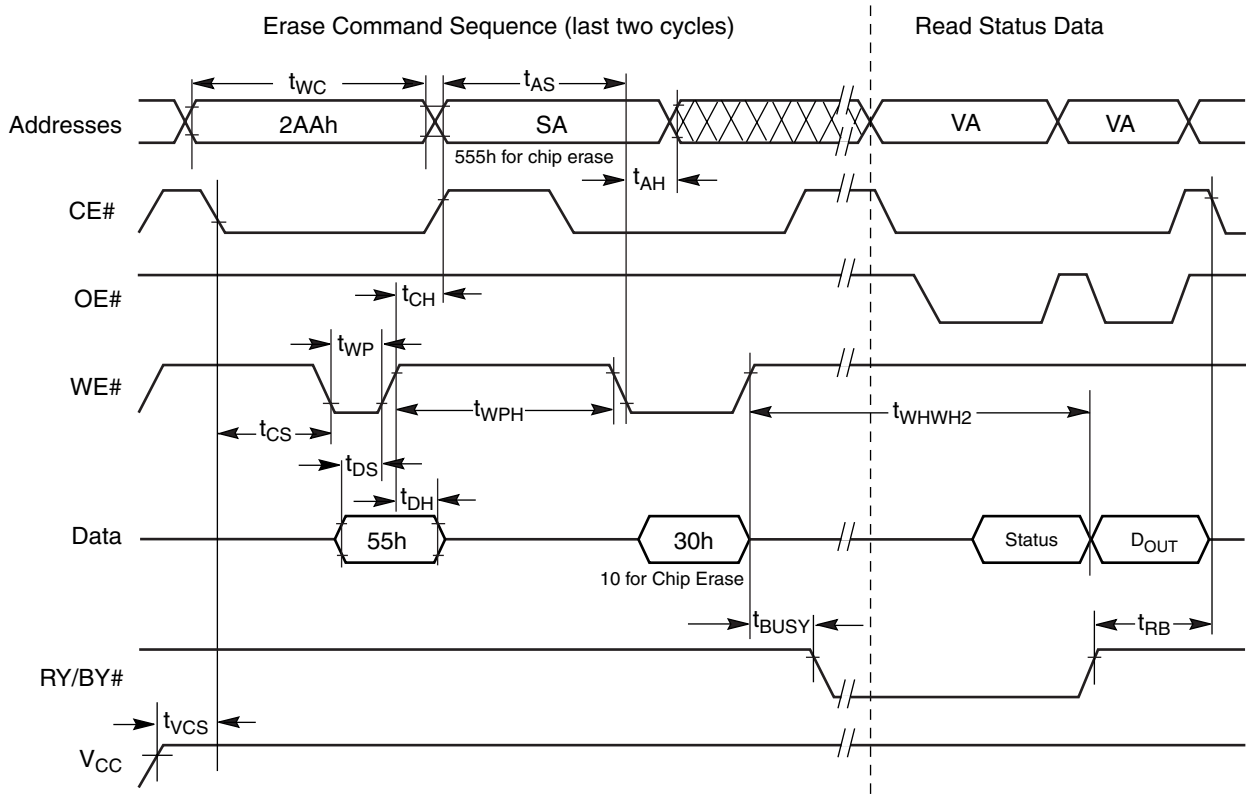 Erase Command Sequence (last two cycles)
Read Status Data
tWC
tAS
Addresses
2AAh
SA
VA
VA
555h for chip erase
tAH
CE#
OE#
tCH
tWP
WE#
tWPH
tWHWH2
tCS
tDS
tDH
Data
55h
30h
Status
DOUT
10 for Chip Erase
tBUSY
tRB
RY/BY#
tVCS
VCC